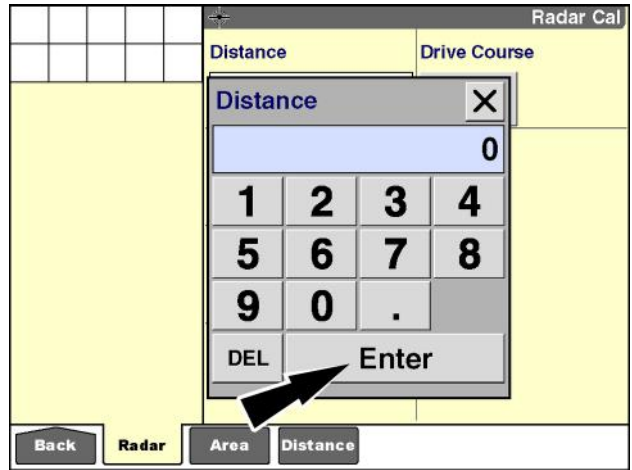 Radar Cal
Distance Drive Course
Distance X
0
1 2 3 4
5 6 7 8
9 0 .
DEL Enter
Back Radar Area Distance